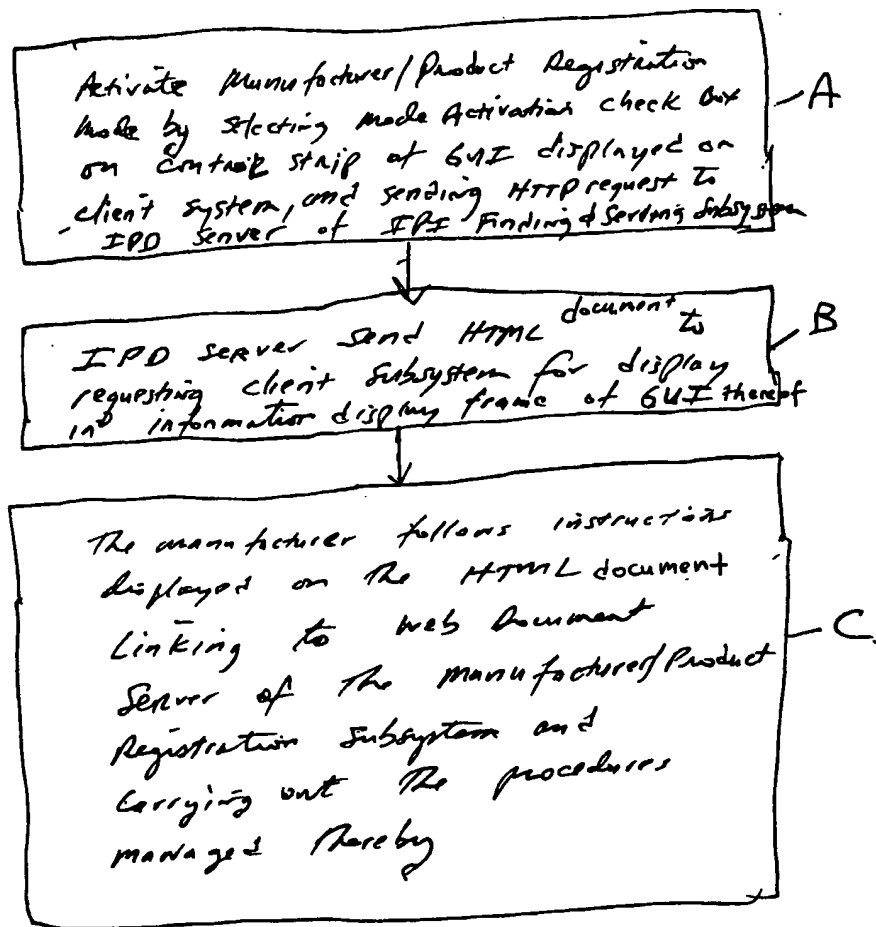 Activate Manufacturer/Product Registration
Mode by selecting mode Activation check Box
on control strip of GUI displayed on
client system, and sending HTTP request to
IPD server of IPI Finding & Serving Subsystem
A
IPD server send HTML document to
requesting client subsystem for display
in information display frame of GUI thereof
B
The manufacturer follows instructions
displayed on the HTML document
Linking to web Document
Server of the Manufacturer/Product
Registration Subsystem and
Carrying out the procedures
managed thereby
C